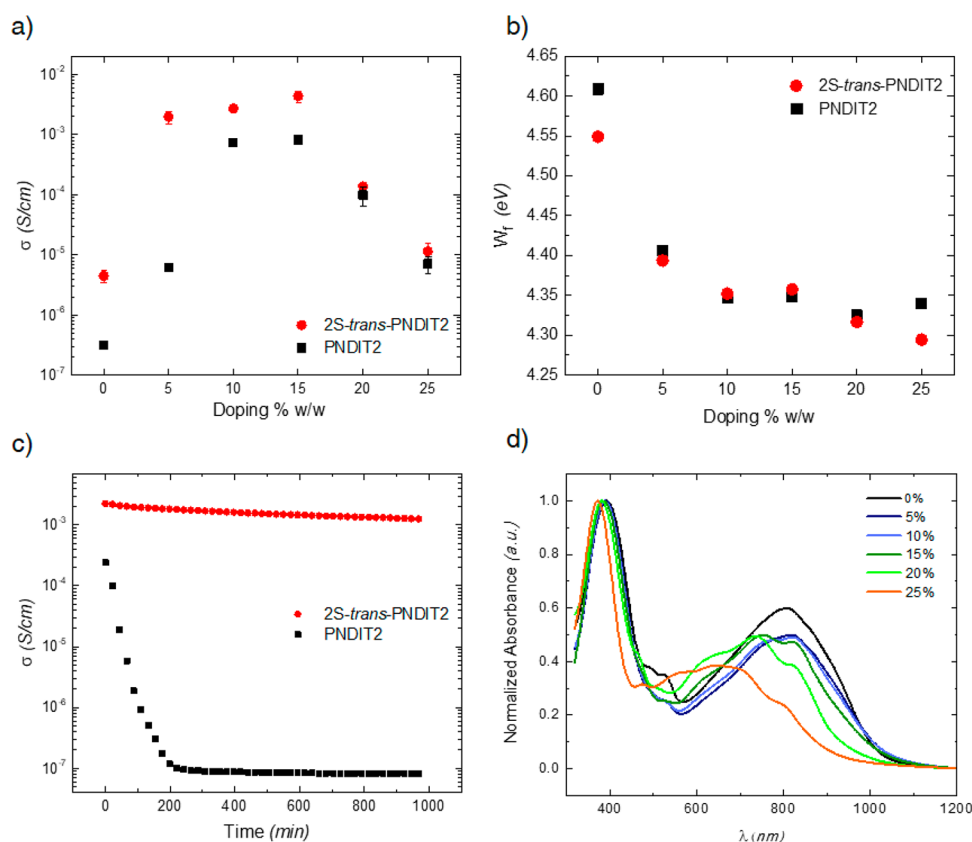 a)
10⁻²
10⁻³
10⁻⁴
10⁻⁵
10⁻⁶
10⁻⁷
σ (S/cm)
2S-trans-PNDIT2
PNDIT2
0 5 10 15 20 25
Doping % w/w
b)
4.65
4.60
4.55
4.50
4.45
4.40
4.35
4.30
4.25
W_f (eV)
2S-trans-PNDIT2
PNDIT2
0 5 10 15 20 25
Doping % w/w
c)
10⁻³
10⁻⁴
10⁻⁵
10⁻⁶
10⁻⁷
σ (S/cm)
2S-trans-PNDIT2
PNDIT2
0 200 400 600 800 1000
Time (min)
d)
1.0
0.8
0.6
0.4
0.2
0.0
Normalized Absorbance (a.u.)
0%
5%
10%
15%
20%
25%
400 600 800 1000 1200
λ (nm)